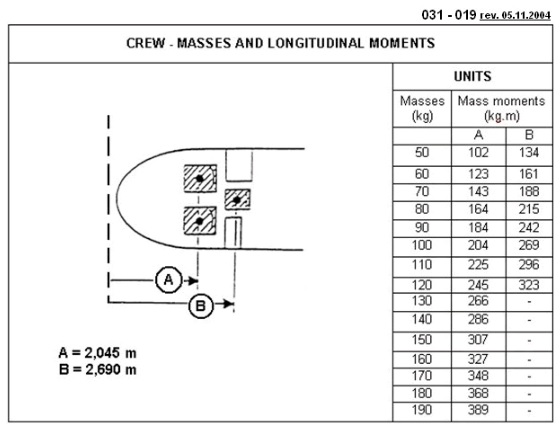 031 - 019 rev. 05.11.2004
CREW - MASSES AND LONGITUDINAL MOMENTS
UNITS
Masses (kg) Mass moments (kg.m)
A B
50 102 134
60 123 161
70 143 188
80 164 215
90 184 242
100 204 269
110 225 296
120 245 323
130 266 -
140 286 -
150 307 -
160 327 -
170 348 -
180 368 -
190 389 -
A
B
A = 2,045 m
B = 2,690 m